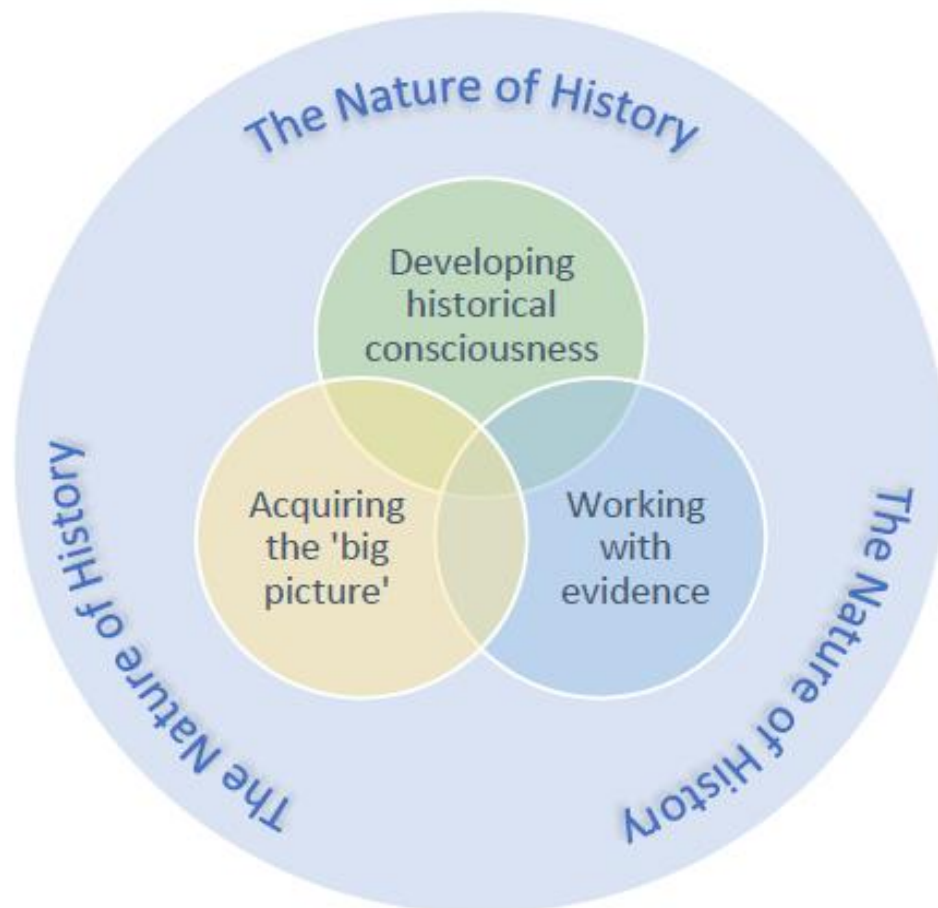 The Nature of History
Developing
historical
consciousness
Acquiring
the 'big
picture'
Working
with
evidence
The Nature of History
The Nature of History